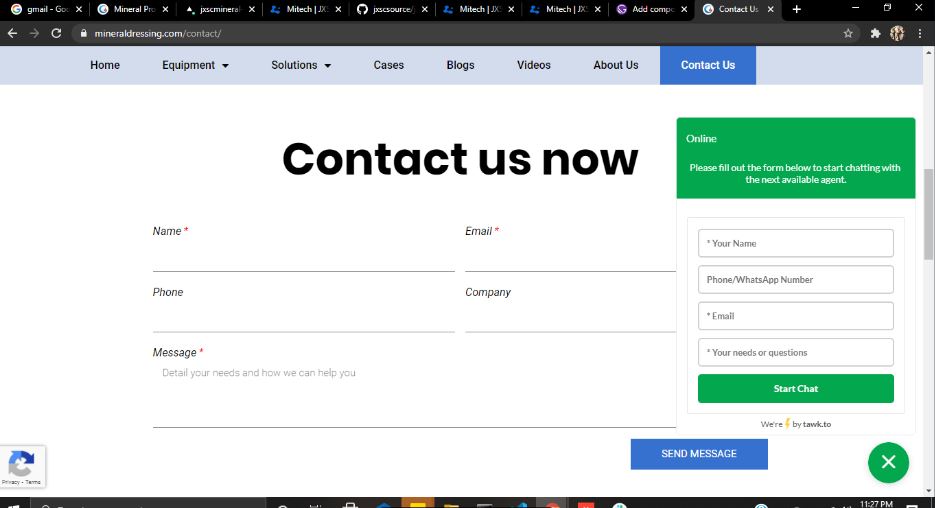 gmail - Goo
Mineral Pro
jxscmineral
Mitech | JXS
jxscsource/j
Mitech | JXS
Mitech | JXS
Add compo
Contact Us
mineraldressing.com/contact/
Home
Equipment
Solutions
Cases
Blogs
Videos
About Us
Contact Us
Contact us now
Name *
Email *
Phone
Company
Message *
Detail your needs and how we can help you
SEND MESSAGE
Online
Please fill out the form below to start chatting with
the next available agent.
* Your Name
Phone/WhatsApp Number
* Email
* Your needs or questions
Start Chat
We're by tawk.to
Privacy - Terms
11:27 PM